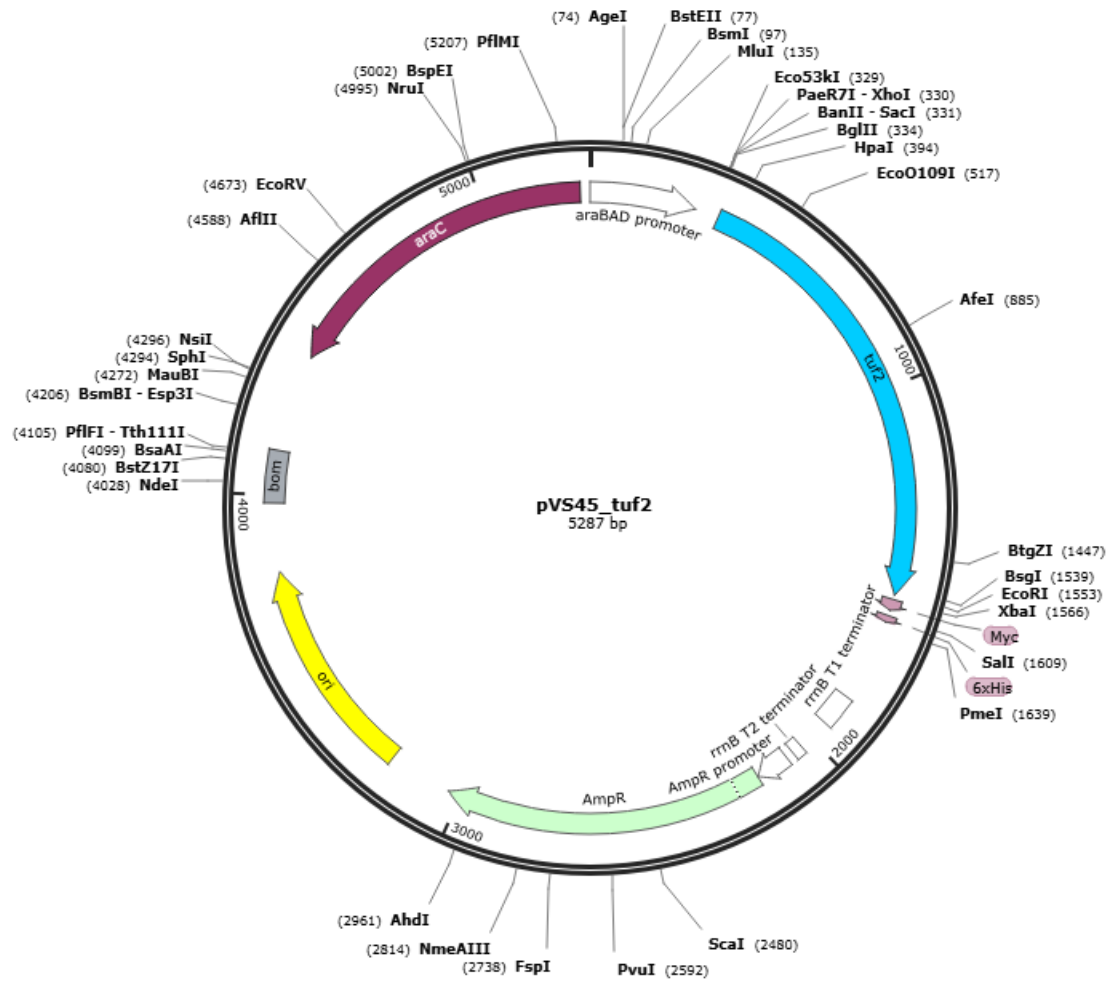 (74) AgeI
BstEII (77)
BsmI (97)
MluI (135)
(5207) PflMI
(5002) BspEI
(4995) NruI
Eco53kI (329)
PaeR7I - XhoI (330)
BanII - SacI (331)
BglII (334)
HpaI (394)
EcoO109I (517)
(4673) EcoRV
(4588) AflII
5000
araC
araBAD promoter
AfeI (885)
1000
tuf2
(4296) NsiI
(4294) SphI
(4272) MauBI
(4206) BsmBI - Esp3I
(4105) PflFI - Tth111I
(4099) BsaAI
(4080) BstZ17I
(4028) NdeI
bom
4000
pVS45_tuf2
5287 bp
BtgZI (1447)
BsgI (1539)
EcoRI (1553)
XbaI (1566)
Myc
SalI (1609)
6xHis
PmeI (1639)
rrnB T1 terminator
rrnB T2 terminator
AmpR promoter
2000
ori
AmpR
3000
(2961) AhdI
(2814) NmeAIII
(2738) FspI
PvuI (2592)
ScaI (2480)